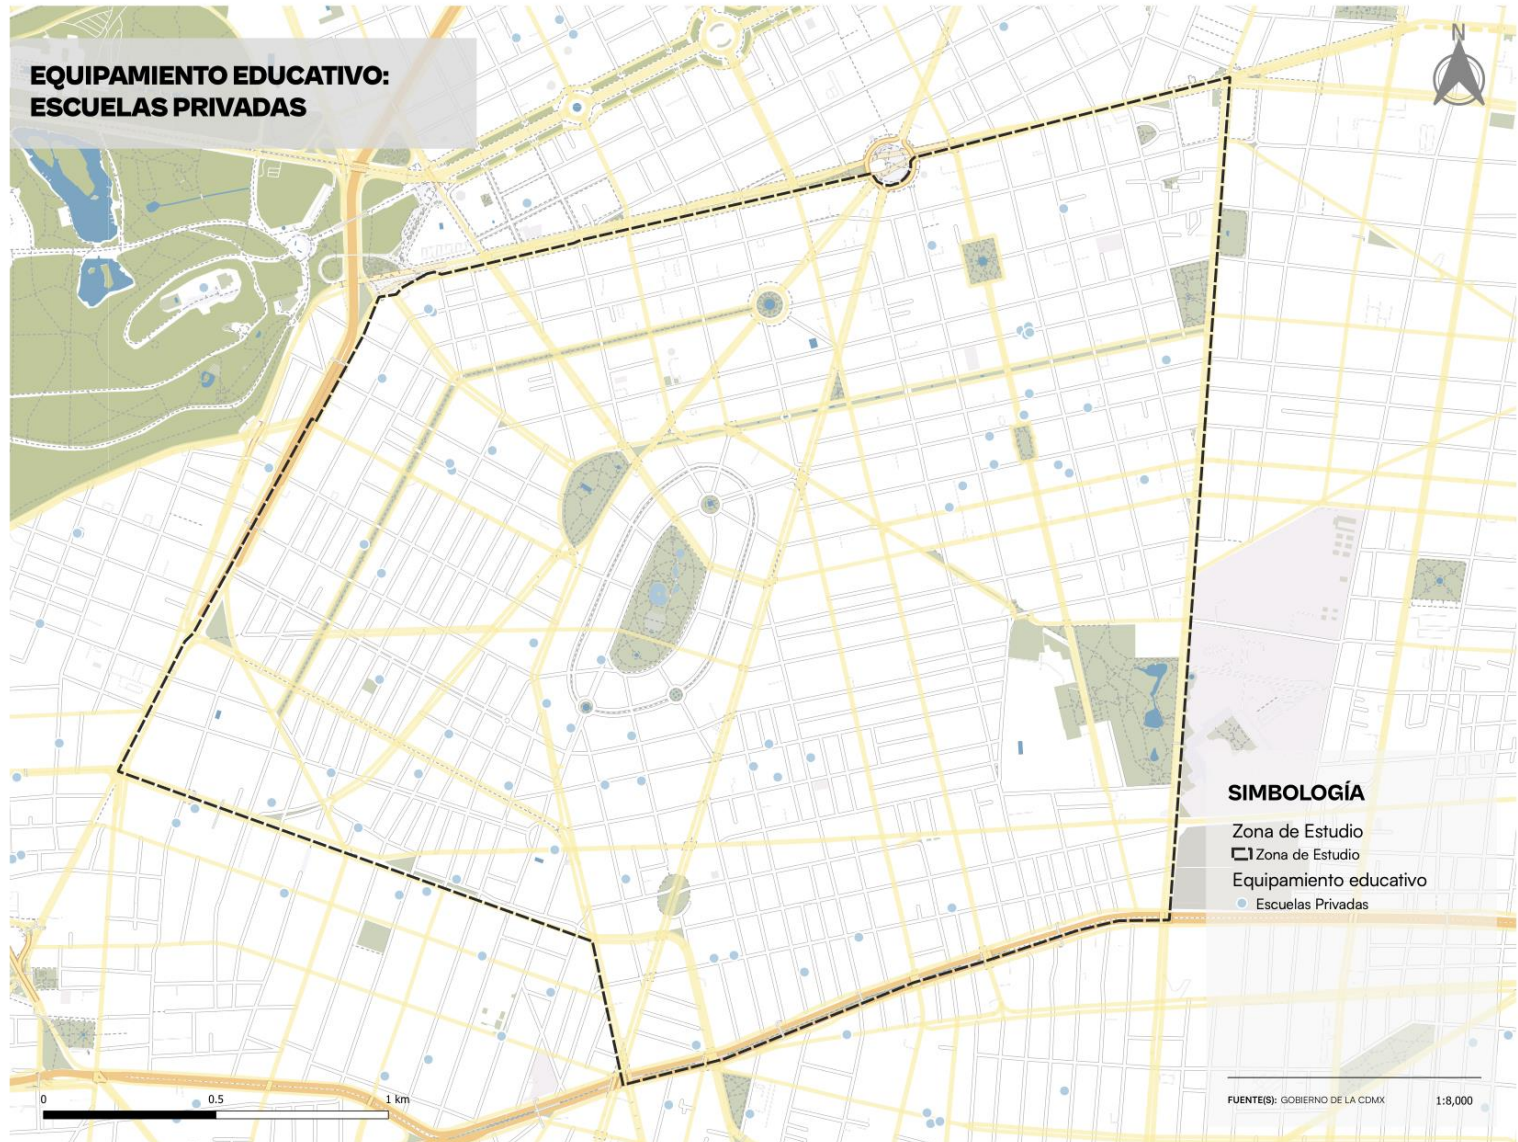 EQUIPAMIENTO EDUCATIVO:
ESCUELAS PRIVADAS
N
SIMBOLOGÍA
Zona de Estudio
Zona de Estudio
Equipamiento educativo
Escuelas Privadas
0 0.5 1 km
FUENTE(S): GOBIERNO DE LA CDMX 1:8,000